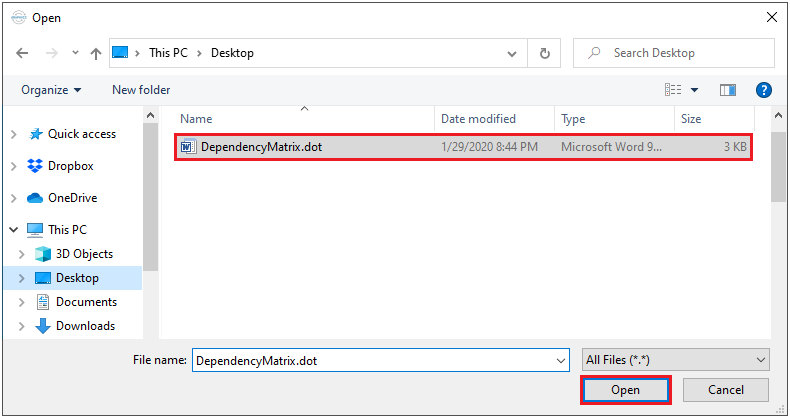 Open
This PC > Desktop
Search Desktop
Organize New folder
?
Name Date modified Type Size
DependencyMatrix.dot 1/29/2020 8:44 PM Microsoft Word 9... 3 KB
Quick access
Dropbox
OneDrive
This PC
3D Objects
Desktop
Documents
Downloads
File name: DependencyMatrix.dot All Files (*.*)
Open Cancel